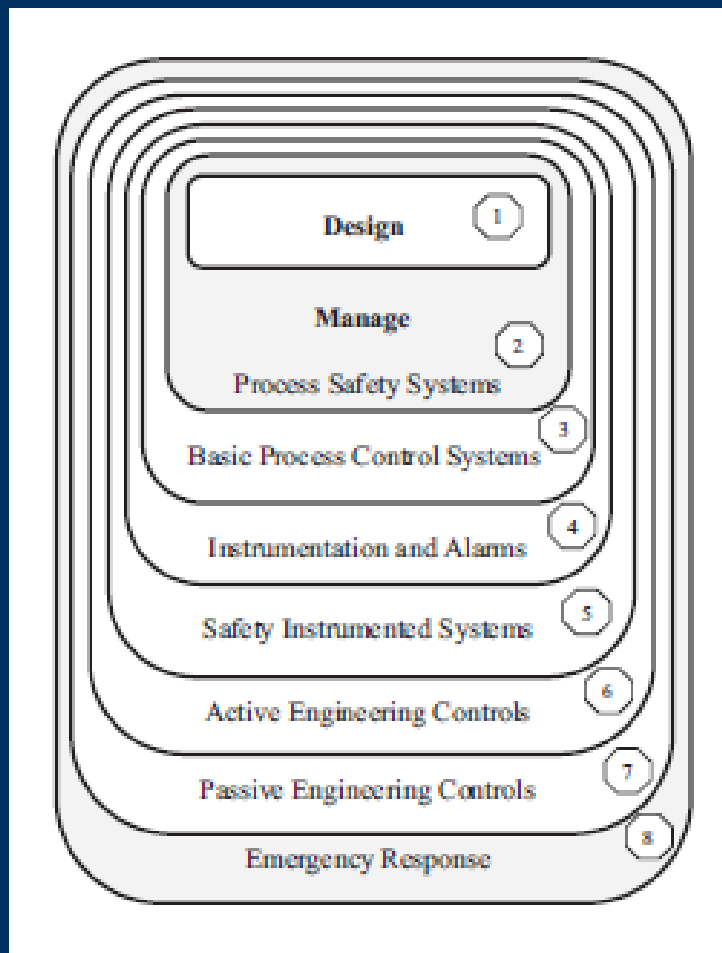 Design 1
Manage
2
Process Safety Systems
3
Basic Process Control Systems
4
Instrumentation and Alarms
5
Safety Instrumented Systems
6
Active Engineering Controls
7
Passive Engineering Controls
8
Emergency Response